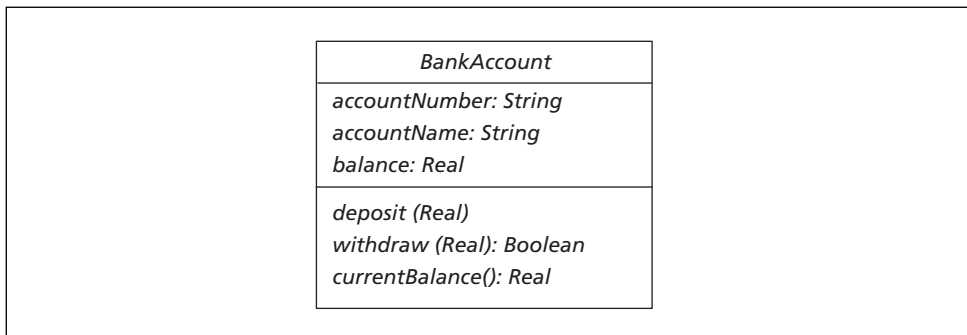 BankAccount
accountNumber: String
accountName: String
balance: Real
deposit (Real)
withdraw (Real): Boolean
currentBalance(): Real